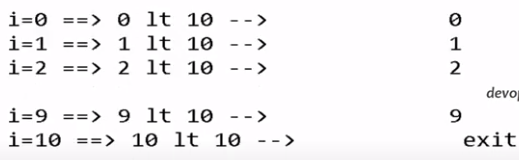 i=0 ==> 0 lt 10 --> 0
i=1 ==> 1 lt 10 --> 1
i=2 ==> 2 lt 10 --> 2
i=9 ==> 9 lt 10 --> 9
i=10 ==> 10 lt 10 --> exit